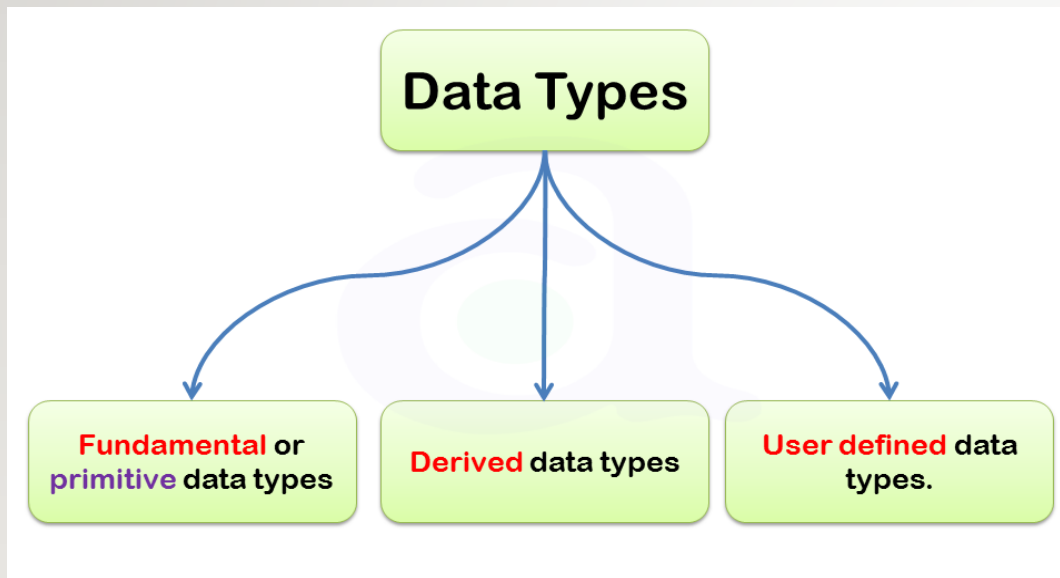 Data Types
Fundamental or
primitive data types
Derived data types
User defined data
types.